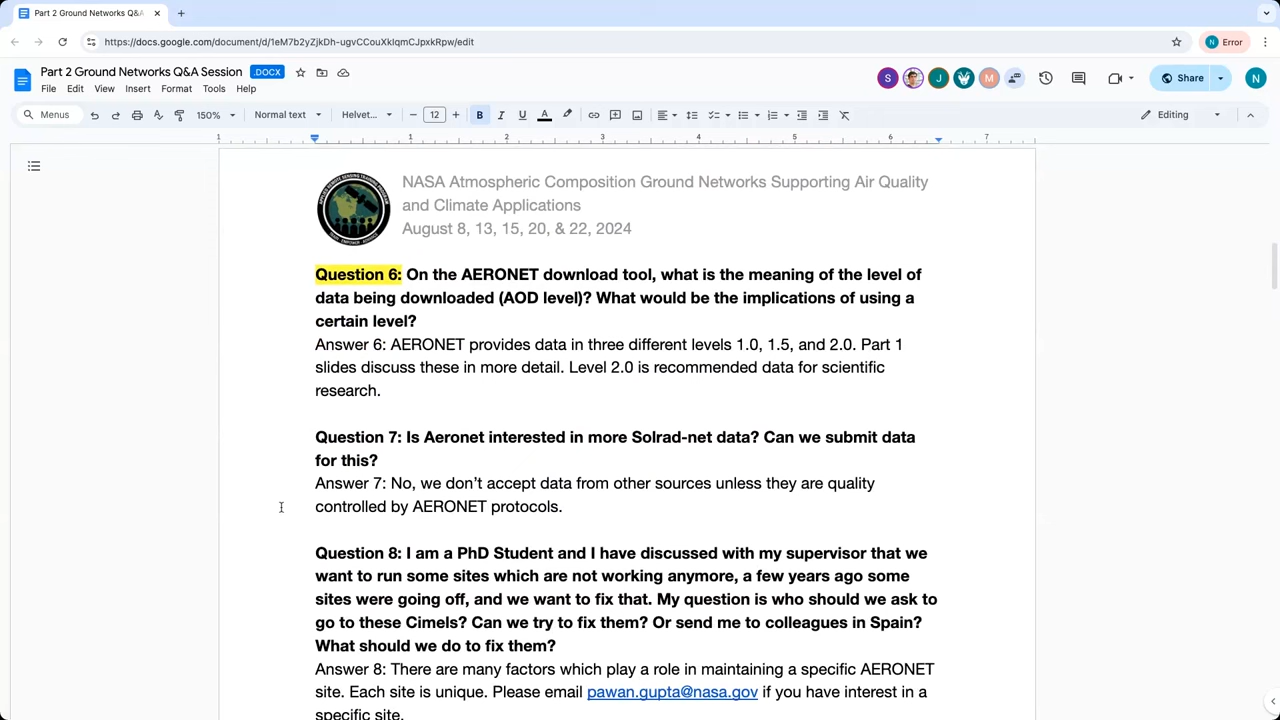 Part 2 Ground Networks Q&A
https://docs.google.com/document/d/1eM7b2yZjkDh-ugvCCouXkIqmCJpxkRpw/edit
N Error
Part 2 Ground Networks Q&A Session .DOCX
S J M Share N
File Edit View Insert Format Tools Help
Menus 150% Normal text Helvet... 12 B I U A Editing
1 1 2 3 4 5 6 7
NASA Atmospheric Composition Ground Networks Supporting Air Quality
and Climate Applications
August 8, 13, 15, 20, & 22, 2024
Question 6: On the AERONET download tool, what is the meaning of the level of
data being downloaded (AOD level)? What would be the implications of using a
certain level?
Answer 6: AERONET provides data in three different levels 1.0, 1.5, and 2.0. Part 1
slides discuss these in more detail. Level 2.0 is recommended data for scientific
research.
Question 7: Is Aeronet interested in more Solrad-net data? Can we submit data
for this?
Answer 7: No, we don’t accept data from other sources unless they are quality
controlled by AERONET protocols.
Question 8: I am a PhD Student and I have discussed with my supervisor that we
want to run some sites which are not working anymore, a few years ago some
sites were going off, and we want to fix that. My question is who should we ask to
go to these Cimels? Can we try to fix them? Or send me to colleagues in Spain?
What should we do to fix them?
Answer 8: There are many factors which play a role in maintaining a specific AERONET
site. Each site is unique. Please email pawan.gupta@nasa.gov if you have interest in a
specific site.